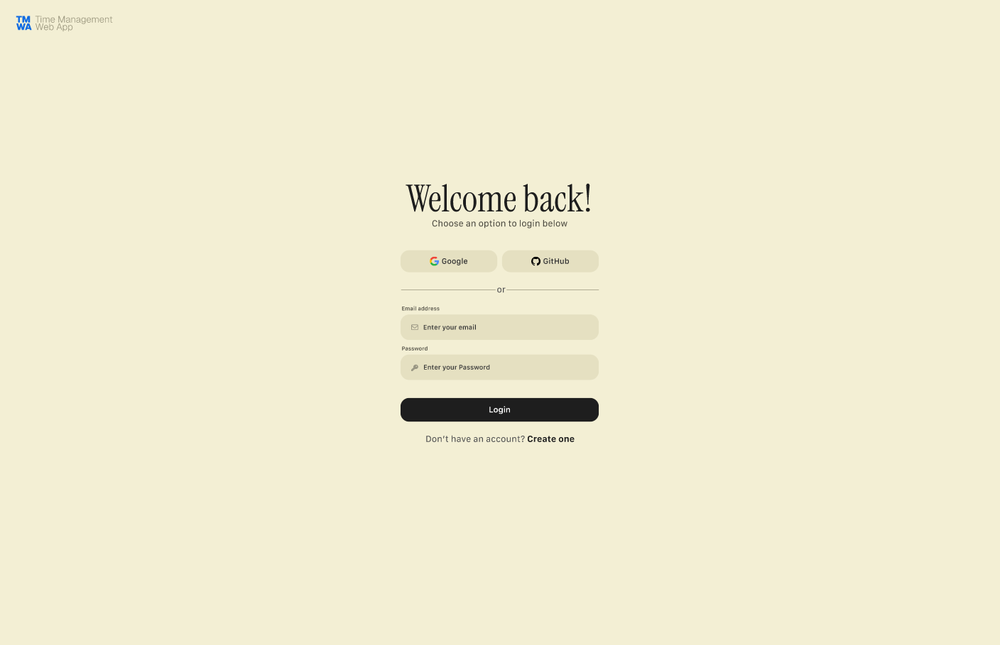 TM
WA
Time Management
Web App
Welcome back!
Choose an option to login below
Google
GitHub
or
Email address
Enter your email
Password
Enter your Password
Login
Don't have an account? Create one